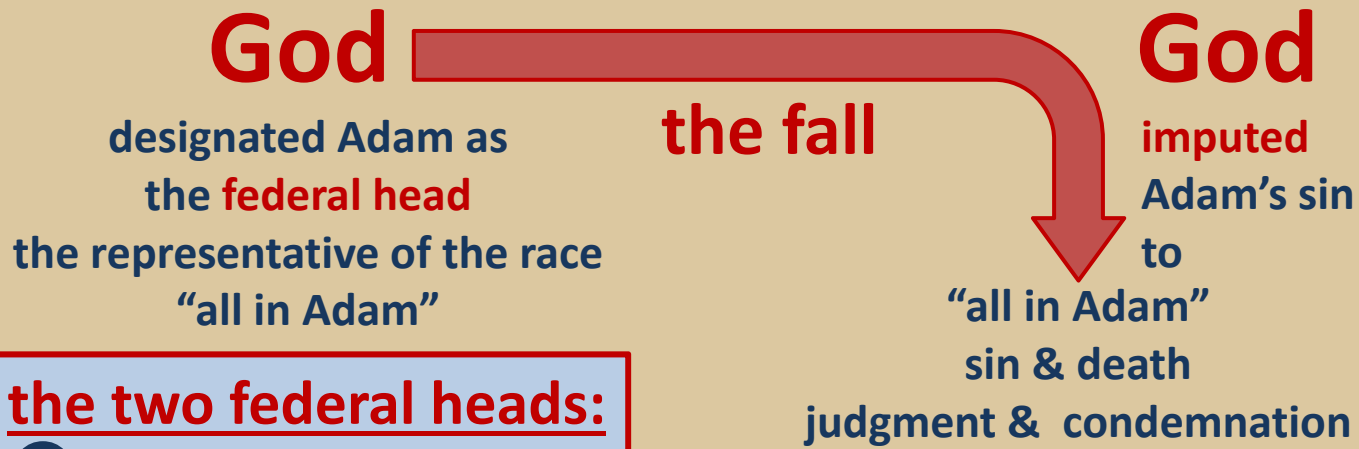 God
designated Adam as
the federal head
the representative of the race
“all in Adam”
the fall
God
imputed
Adam’s sin
to
“all in Adam”
sin & death
judgment & condemnation
the two federal heads: